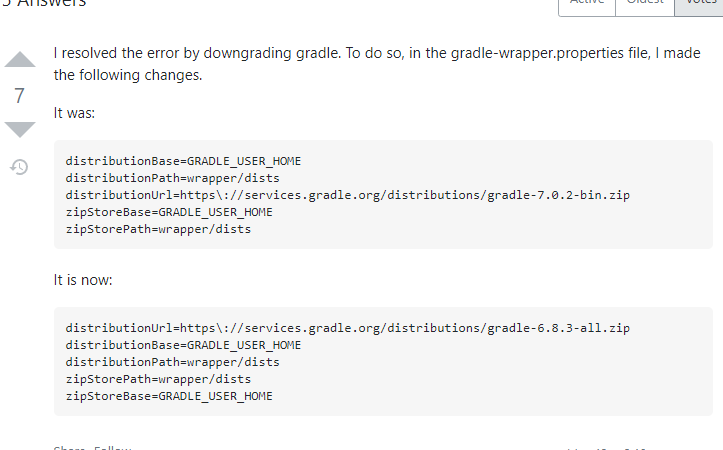 5 Answers
Active Oldest Votes
I resolved the error by downgrading gradle. To do so, in the gradle-wrapper.properties file, I made
the following changes.
7
It was:
distributionBase=GRADLE_USER_HOME
distributionPath=wrapper/dists
distributionUrl=https\://services.gradle.org/distributions/gradle-7.0.2-bin.zip
zipStoreBase=GRADLE_USER_HOME
zipStorePath=wrapper/dists
It is now:
distributionUrl=https\://services.gradle.org/distributions/gradle-6.8.3-all.zip
distributionBase=GRADLE_USER_HOME
distributionPath=wrapper/dists
zipStorePath=wrapper/dists
zipStoreBase=GRADLE_USER_HOME
Share Follow